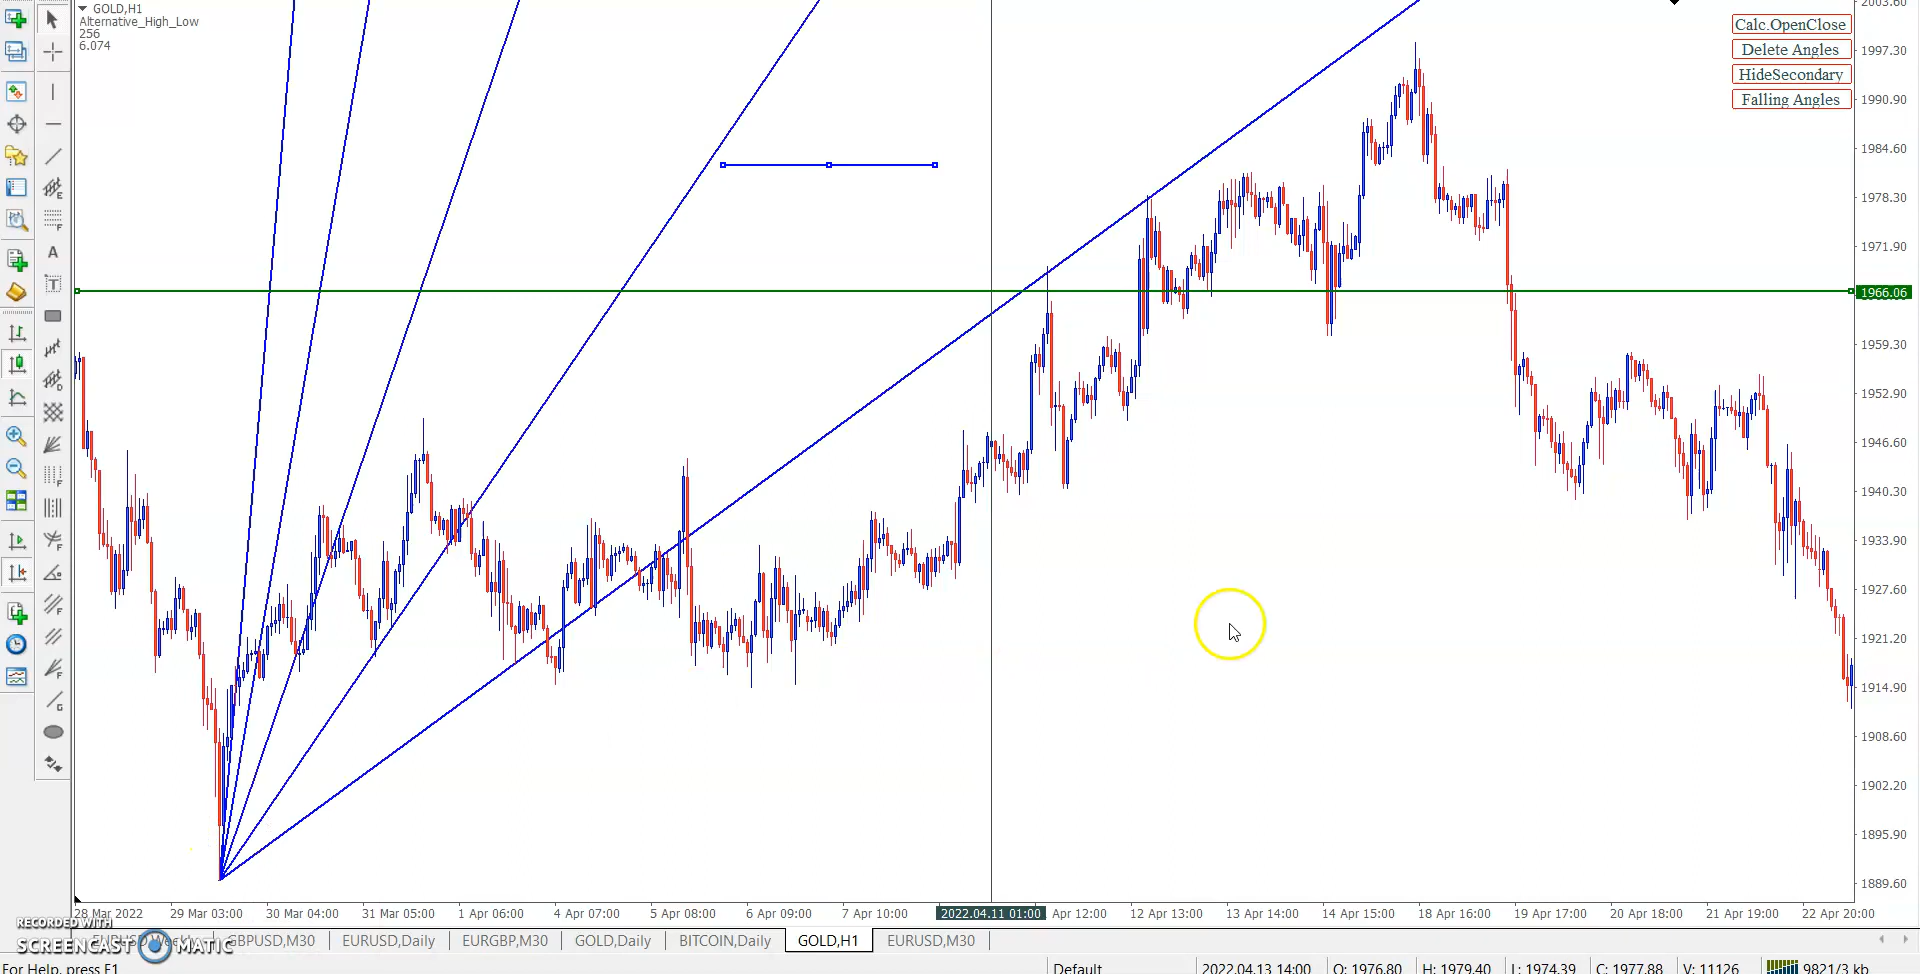 GOLD,H1
Alternative_High_Low
256
6.074
Calc.OpenClose
Delete Angles
HideSecondary
Falling Angles
2003.60
1997.30
1990.90
1984.60
1978.30
1971.90
1966.06
1959.30
1952.90
1946.60
1940.30
1933.90
1927.60
1921.20
1914.90
1908.60
1902.20
1895.90
1889.60
28 Mar 2022 29 Mar 03:00 30 Mar 04:00 31 Mar 05:00 1 Apr 06:00 4 Apr 07:00 5 Apr 08:00 6 Apr 09:00 7 Apr 10:00 2022.04.11 01:00 Apr 12:00 12 Apr 13:00 13 Apr 14:00 14 Apr 15:00 18 Apr 16:00 19 Apr 17:00 20 Apr 18:00 21 Apr 19:00 22 Apr 20:00
RECORDED WITH
SCREENCAST MATIC
GBPUSD,M30 EURUSD,Daily EURGBP,M30 GOLD,Daily BITCOIN,Daily GOLD,H1 EURUSD,M30
For Help, press F1 Default 2022.04.13 14:00 O: 1976.80 H: 1979.40 L: 1974.39 C: 1977.88 V: 11126 9821/3 kb